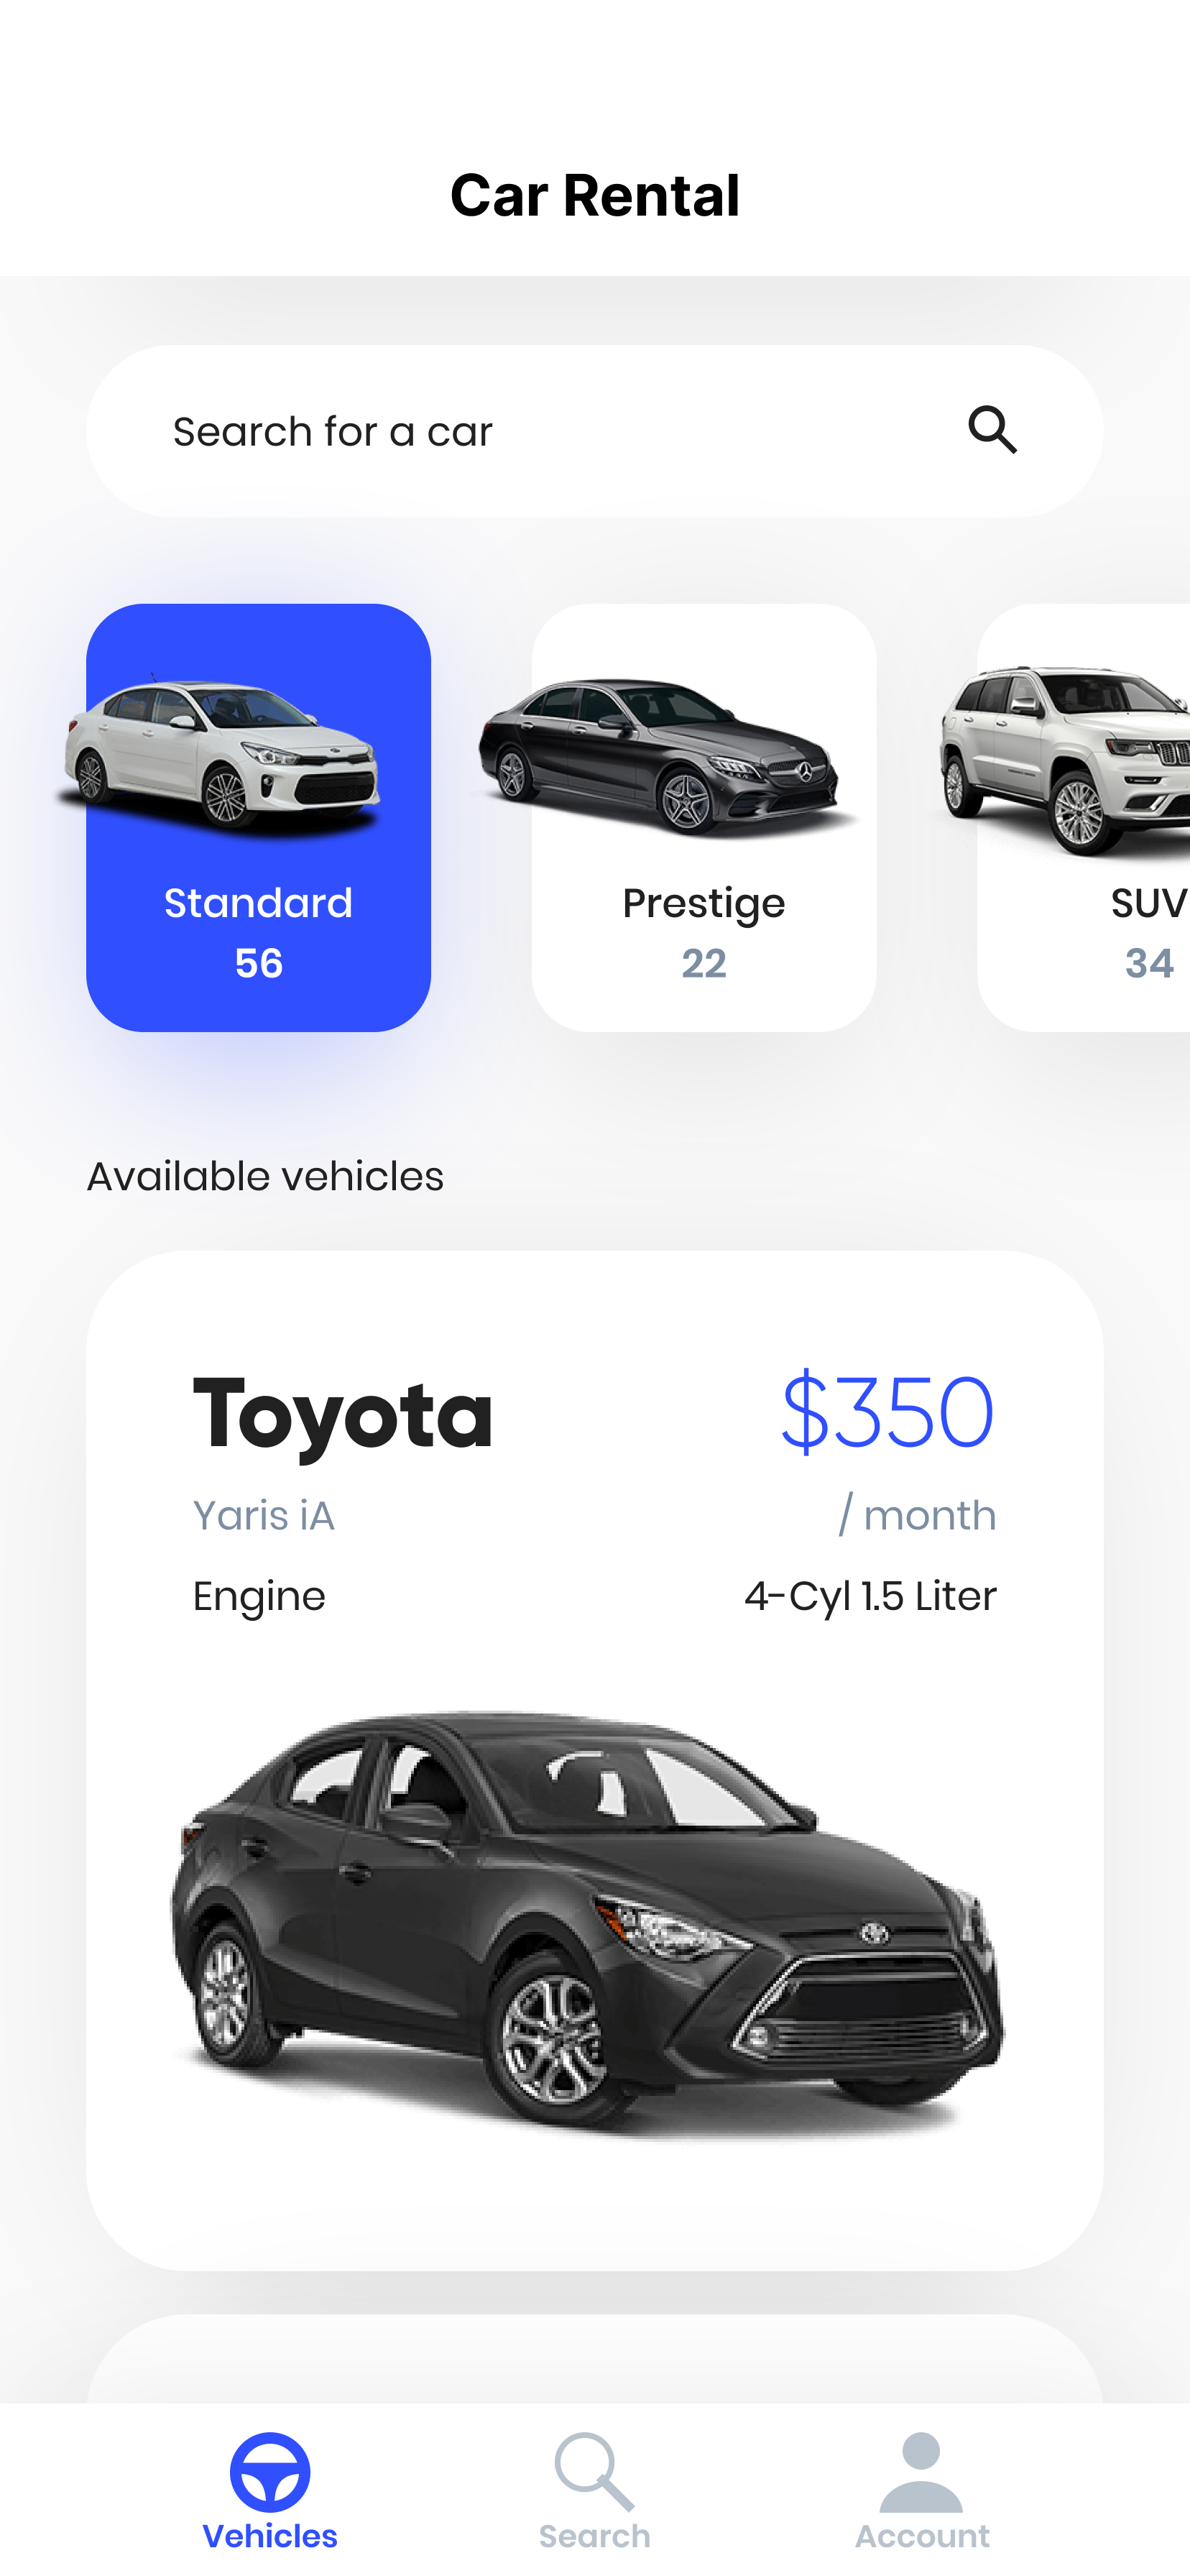 Car Rental
Search for a car
Standard
56
Prestige
22
SUV
34
Available vehicles
Toyota
$350
Yaris iA
/ month
Engine
4-Cyl 1.5 Liter
Vehicles
Search
Account